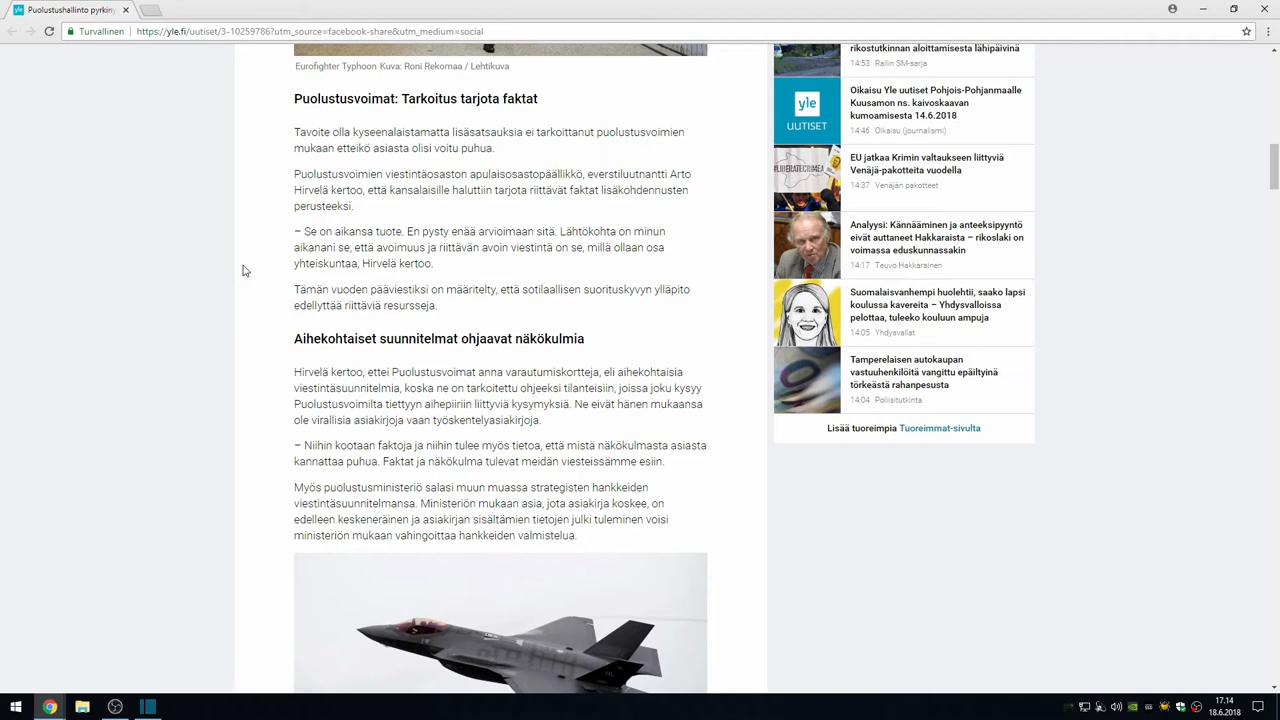 Puolustushallinto pyrkin
Turvallinen
https://yle.fi/uutiset/3-10259786?utm_source=facebook-share&utm_medium=social
Eurofighter Typhoon Kuva: Roni Rekomaa / Lehtikuva
Puolustusvoimat: Tarkoitus tarjota faktat
Tavoite olla kyseenalaistamatta lisäsatsauksia ei tarkoittanut puolustusvoimien
mukaan etteikö asiasta olisi voitu puhua.
Puolustusvoimien viestintäosaston apulaisosastopäällikkö, everstiluutnantti Arto
Hirvelä kertoo, että kansalaisille haluttiin tarjota riittävät faktat lisäkohdennusten
perusteeksi.
– Se on aikansa tuote. En pysty enää arvioimaan sitä. Lähtökohta on minun
aikanani se, että avoimuus ja riittävän avoin viestintä on se, millä ollaan osa
yhteiskuntaa, Hirvelä kertoo.
Tämän vuoden pääviestiksi on määritelty, että sotilaallisen suorituskyvyn ylläpito
edellyttää riittäviä resursseja.
Aihekohtaiset suunnitelmat ohjaavat näkökulmia
Hirvelä kertoo, ettei Puolustusvoimat anna varautumiskortteja, eli aihekohtaisia
viestintäsuunnitelmia, koska ne on tarkoitettu ohjeeksi tilanteisiin, joissa joku kysyy
Puolustusvoimilta tiettyyn aihepiiriin liittyviä kysymyksiä. Ne eivät hänen mukaansa
ole virallisia asiakirjoja vaan työskentelyasiakirjoja.
– Niihin kootaan faktoja ja niihin tulee myös tietoa, että mistä näkökulmasta asiasta
kannattaa puhua. Faktat ja näkökulma tulevat meidän viesteissämme esiin.
Myös puolustusministeriö salasi muun muassa strategisten hankkeiden
viestintäsuunnitelmansa. Ministeriön mukaan asia, jota asiakirja koskee, on
edelleen keskeneräinen ja asiakirjan sisältämien tietojen julki tuleminen voisi
ministeriön mukaan vahingoittaa hankkeiden valmistelua.
rikostutkinnan aloittamisesta lähipäivinä
14:53 Rallin SM-sarja
yle
UUTISET
Oikaisu Yle uutiset Pohjois-Pohjanmaalle
Kuusamon ns. kaivoskaavan
kumoamisesta 14.6.2018
14:46 Oikaisu (journalismi)
#LIBERATECRIMEA
EU jatkaa Krimin valtaukseen liittyviä
Venäjä-pakotteita vuodella
14:37 Venäjän pakotteet
Analyysi: Kännääminen ja anteeksipyyntö
eivät auttaneet Hakkaraista – rikoslaki on
voimassa eduskunnassakin
14:17 Teuvo Hakkarainen
Suomalaisvanhempi huolehtii, saako lapsi
koulussa kavereita – Yhdysvalloissa
pelottaa, tuleeko kouluun ampuja
14:05 Yhdysvallat
Tamperelaisen autokaupan
vastuuhenkilöitä vangittu epäiltyinä
törkeästä rahanpesusta
14:04 Poliisitutkinta
Lisää tuoreimpia Tuoreimmat-sivulta
17.14
18.6.2018